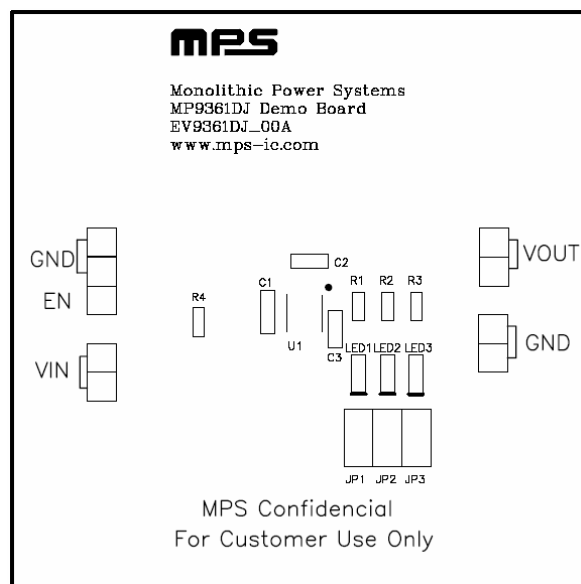 MPS
Monolithic Power Systems
MP9361DJ Demo Board
EV9361DJ_00A
www.mps-ic.com
GND
EN
VIN
R4
C1
C2
U1
C3
R1 R2 R3
LED1 LED2 LED3
JP1 JP2 JP3
VOUT
GND
MPS Confidencial
For Customer Use Only